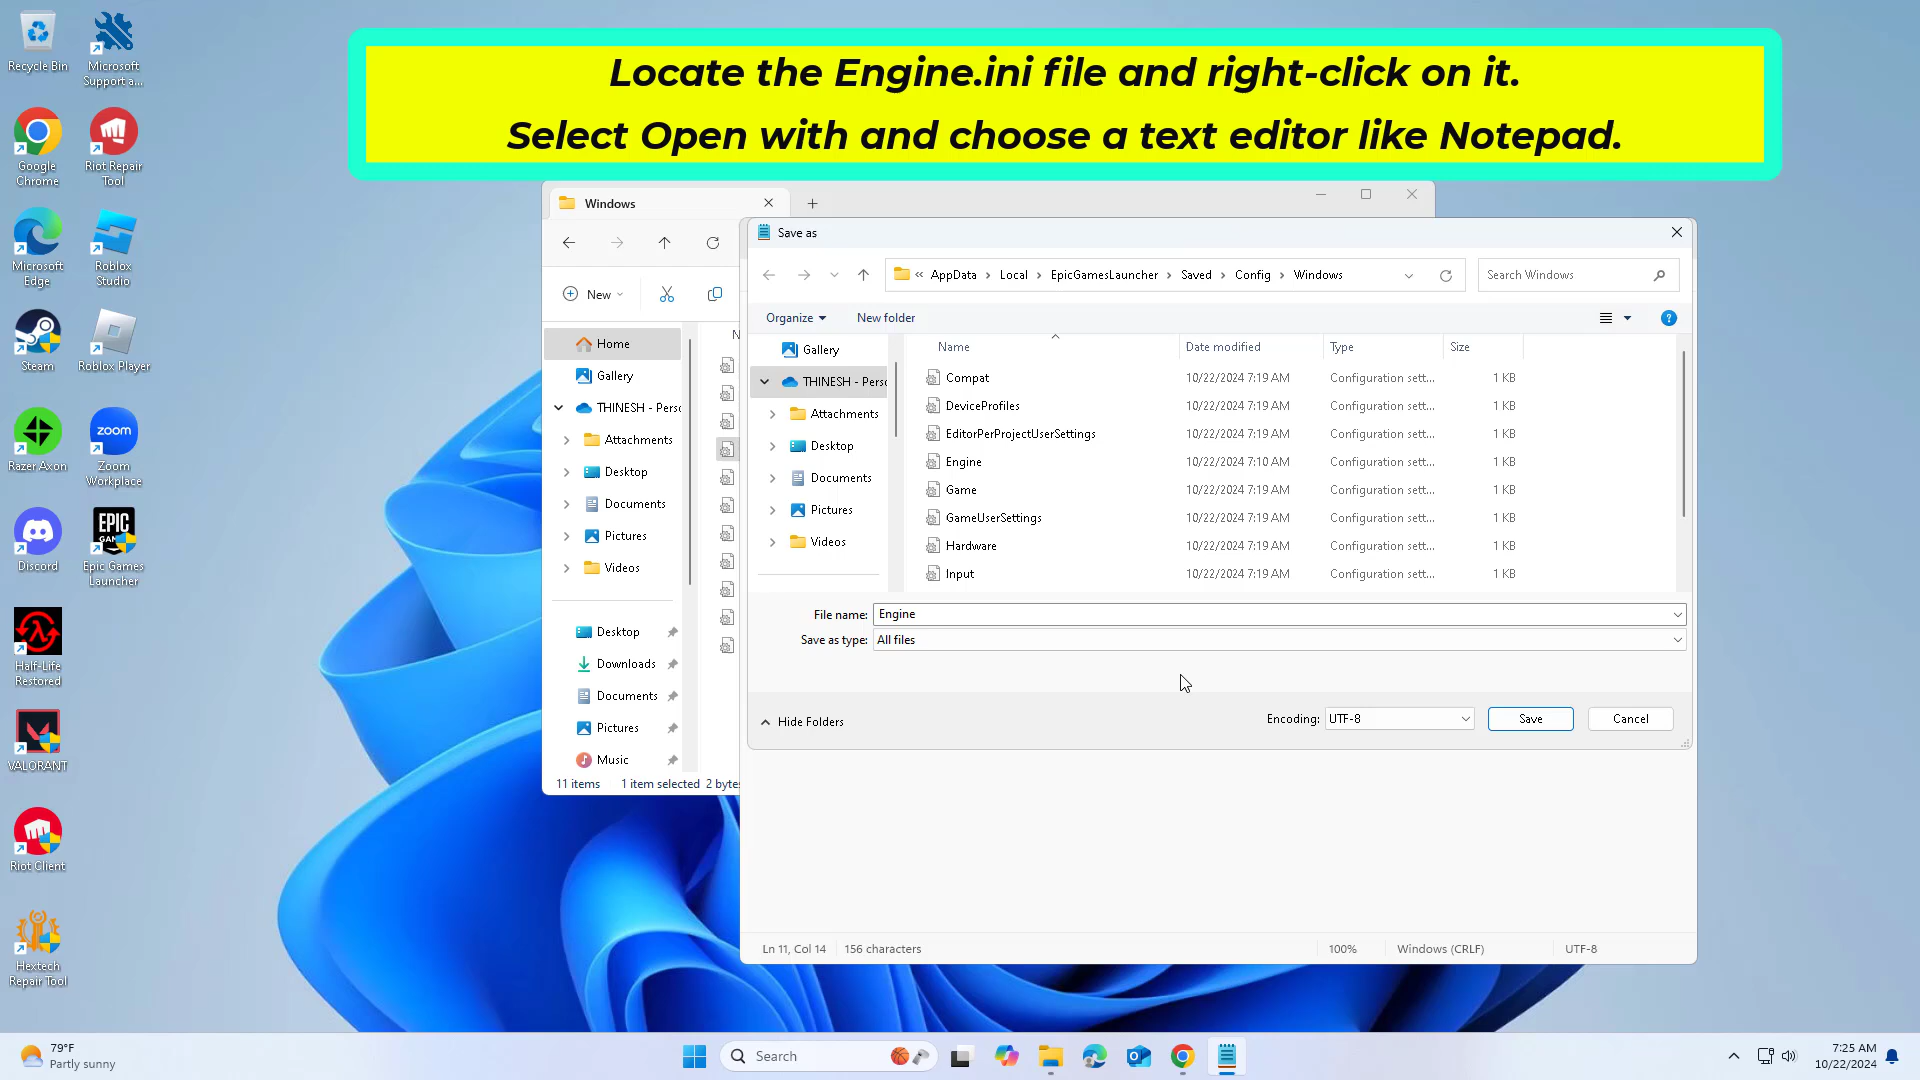 Locate the Engine.ini file and right-click on it.
Select Open with and choose a text editor like Notepad.
Recycle Bin
Microsoft
Support a...
Google
Chrome
Riot Repair
Tool
Microsoft
Edge
Roblox
Studio
Steam
Roblox Player
Razer Axon
zoom
Zoom
Workplace
Discord
EPIC
Epic Games
Launcher
Half-Life
Restored
VALORANT
Riot Client
Hextech
Repair Tool
Windows
New
Home
Gallery
THINESH - Perso
Attachments
Desktop
Documents
Pictures
Videos
Desktop
Downloads
Documents
Pictures
Music
11 items 1 item selected 2 bytes
Save as
« AppData › Local › EpicGamesLauncher › Saved › Config › Windows
Search Windows
Organize
New folder
Gallery
THINESH - Perso
Attachments
Desktop
Documents
Pictures
Videos
Name Date modified Type Size
Compat 10/22/2024 7:19 AM Configuration sett... 1 KB
DeviceProfiles 10/22/2024 7:19 AM Configuration sett... 1 KB
EditorPerProjectUserSettings 10/22/2024 7:19 AM Configuration sett... 1 KB
Engine 10/22/2024 7:10 AM Configuration sett... 1 KB
Game 10/22/2024 7:19 AM Configuration sett... 1 KB
GameUserSettings 10/22/2024 7:19 AM Configuration sett... 1 KB
Hardware 10/22/2024 7:19 AM Configuration sett... 1 KB
Input 10/22/2024 7:19 AM Configuration sett... 1 KB
File name: Engine
Save as type: All files
Hide Folders
Encoding: UTF-8
Save
Cancel
Ln 11, Col 14 156 characters 100% Windows (CRLF) UTF-8
79°F
Partly sunny
Search
7:25 AM
10/22/2024